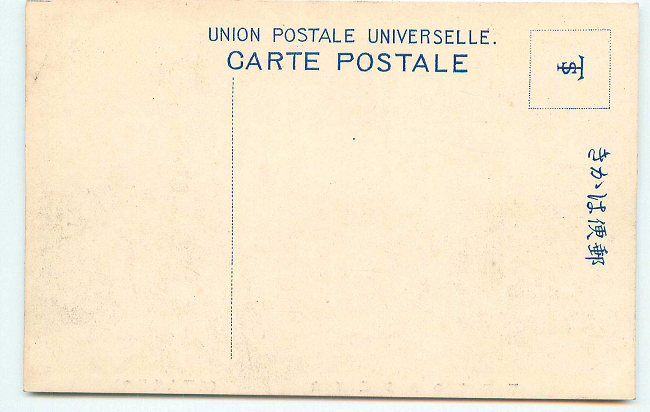 UNION POSTALE UNIVERSELLE.
CARTE POSTALE
郵便はかき